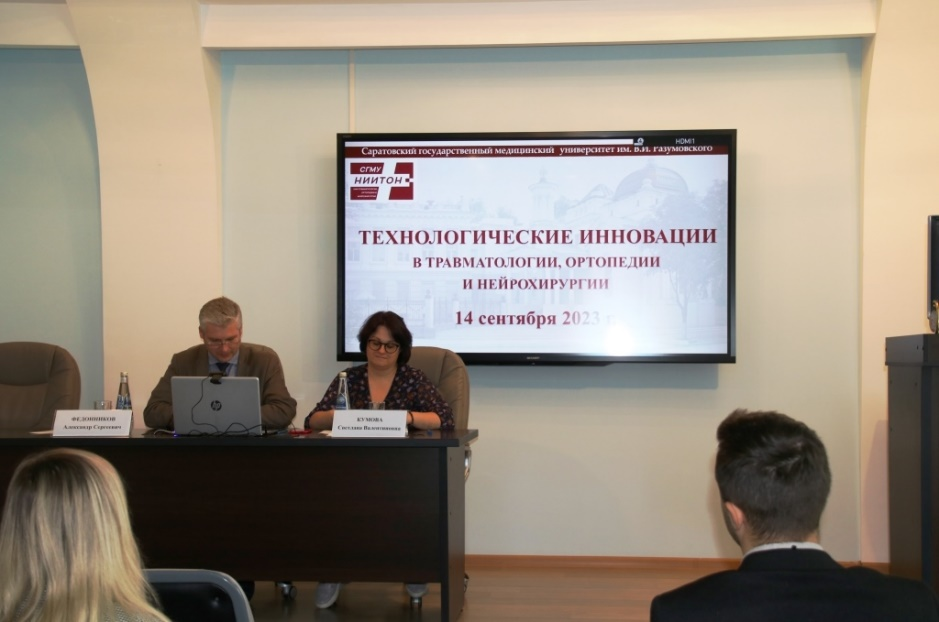 HDMI1
Саратовский государственный медицинский университет им. В.И. Разумовского
СГМУ
НИИТОН
ТЕХНОЛОГИЧЕСКИЕ ИННОВАЦИИ
В ТРАВМАТОЛОГИИ, ОРТОПЕДИИ
И НЕЙРОХИРУРГИИ
14 сентября 2023 г.
hp
Александр Сергеевич
КУМОВА
Светлана Валентиновна